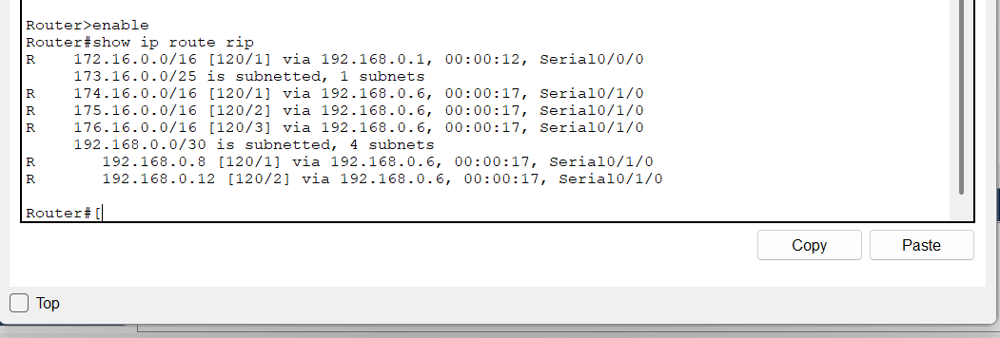 Router>enable
Router#show ip route rip
R    172.16.0.0/16 [120/1] via 192.168.0.1, 00:00:12, Serial0/0/0
     173.16.0.0/25 is subnetted, 1 subnets
R    174.16.0.0/16 [120/1] via 192.168.0.6, 00:00:17, Serial0/1/0
R    175.16.0.0/16 [120/2] via 192.168.0.6, 00:00:17, Serial0/1/0
R    176.16.0.0/16 [120/3] via 192.168.0.6, 00:00:17, Serial0/1/0
     192.168.0.0/30 is subnetted, 4 subnets
R       192.168.0.8 [120/1] via 192.168.0.6, 00:00:17, Serial0/1/0
R       192.168.0.12 [120/2] via 192.168.0.6, 00:00:17, Serial0/1/0
Router#[
Copy Paste
Top